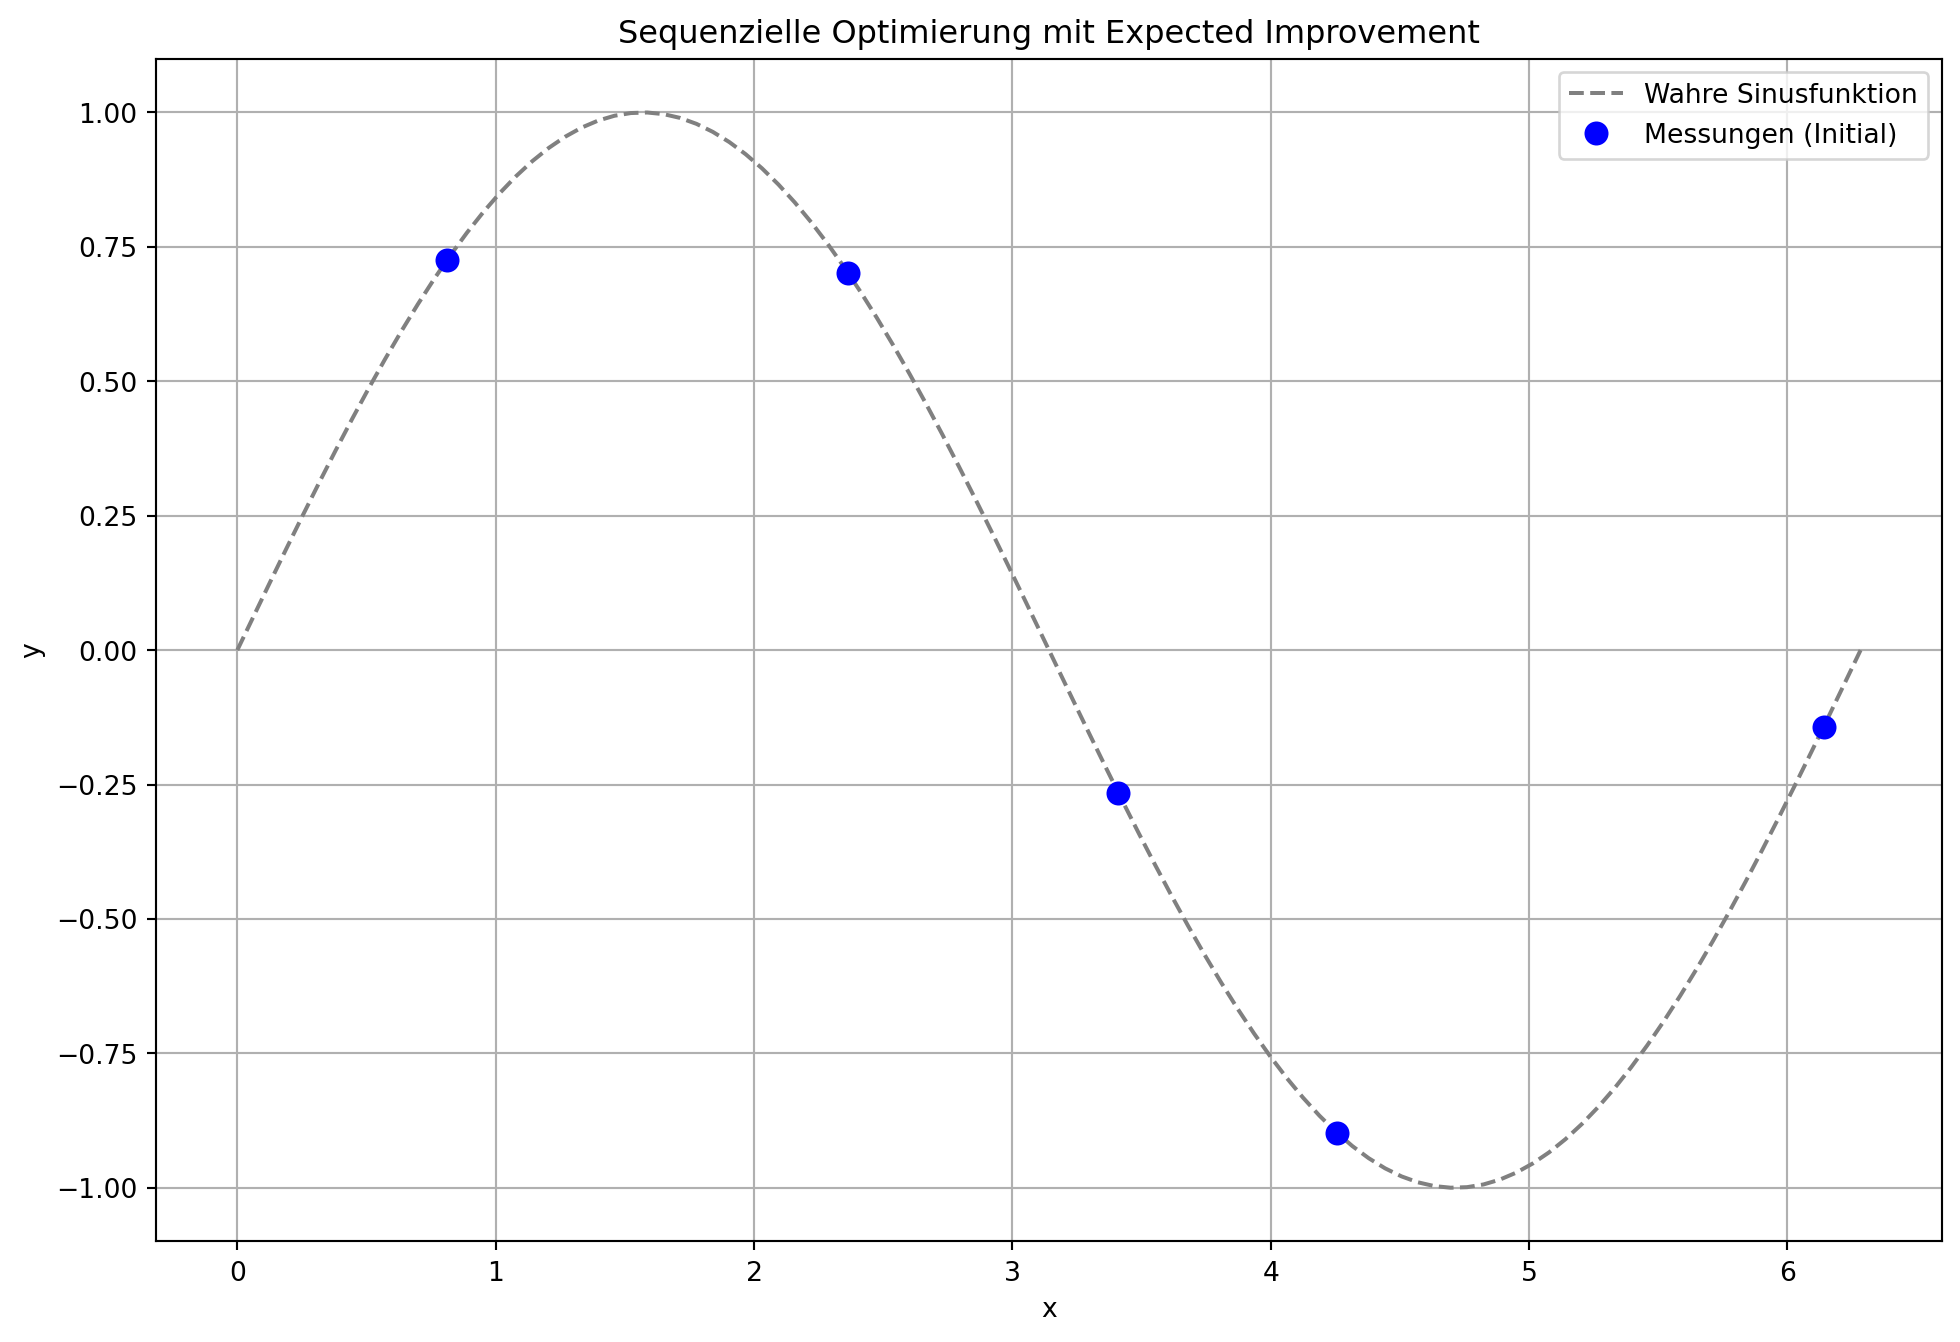 Sequenzielle Optimierung mit Expected Improvement
Wahre Sinusfunktion
Messungen (Initial)
1.00
0.75
0.50
0.25
0.00
−0.25
−0.50
−0.75
−1.00
y
0 1 2 3 4 5 6
x